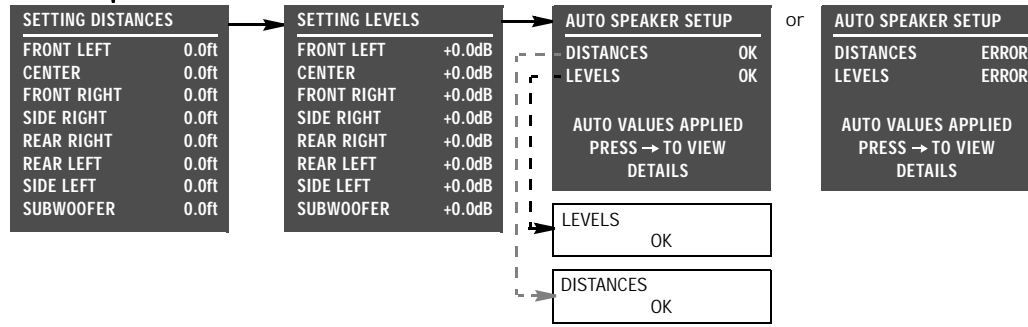 SETTING DISTANCES
FRONT LEFT 0.0ft
CENTER 0.0ft
FRONT RIGHT 0.0ft
SIDE RIGHT 0.0ft
REAR RIGHT 0.0ft
REAR LEFT 0.0ft
SIDE LEFT 0.0ft
SUBWOOFER 0.0ft
SETTING LEVELS
FRONT LEFT +0.0dB
CENTER +0.0dB
FRONT RIGHT +0.0dB
SIDE RIGHT +0.0dB
REAR RIGHT +0.0dB
REAR LEFT +0.0dB
SIDE LEFT +0.0dB
SUBWOOFER +0.0dB
AUTO SPEAKER SETUP
DISTANCES OK
LEVELS OK
AUTO VALUES APPLIED
PRESS → TO VIEW
DETAILS
or
AUTO SPEAKER SETUP
DISTANCES ERROR
LEVELS ERROR
AUTO VALUES APPLIED
PRESS → TO VIEW
DETAILS
LEVELS
OK
DISTANCES
OK